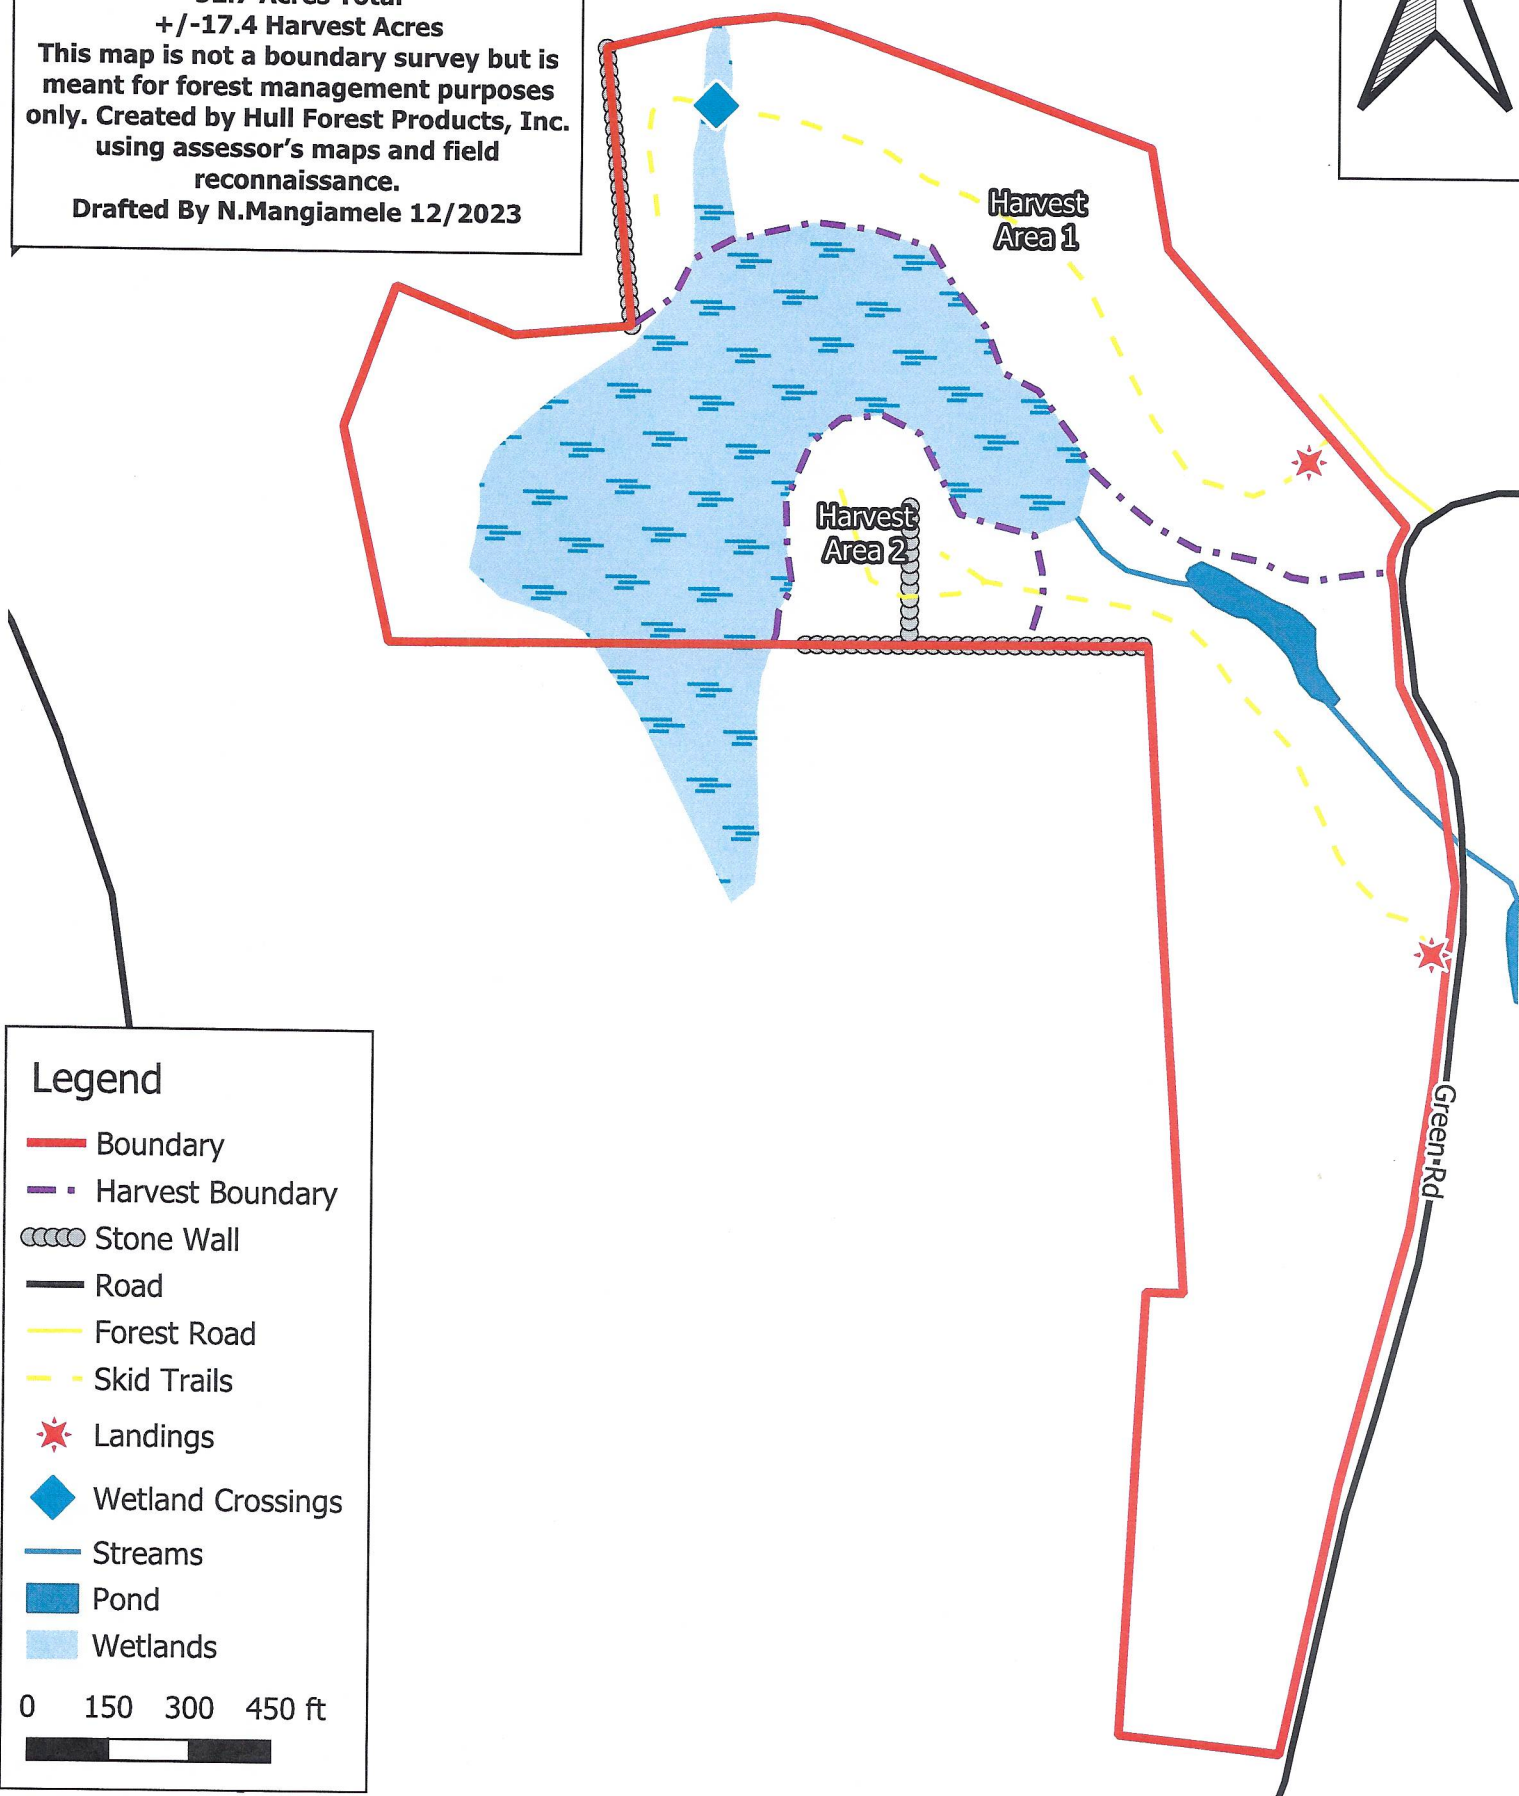 +/-17.4 Harvest Acres
This map is not a boundary survey but is
meant for forest management purposes
only. Created by Hull Forest Products, Inc.
using assessor's maps and field
reconnaissance.
Drafted By N.Mangiamele 12/2023
Harvest
Area 1
Harvest
Area 2
Green Rd
Legend
Boundary
Harvest Boundary
Stone Wall
Road
Forest Road
Skid Trails
Landings
Wetland Crossings
Streams
Pond
Wetlands
0 150 300 450 ft